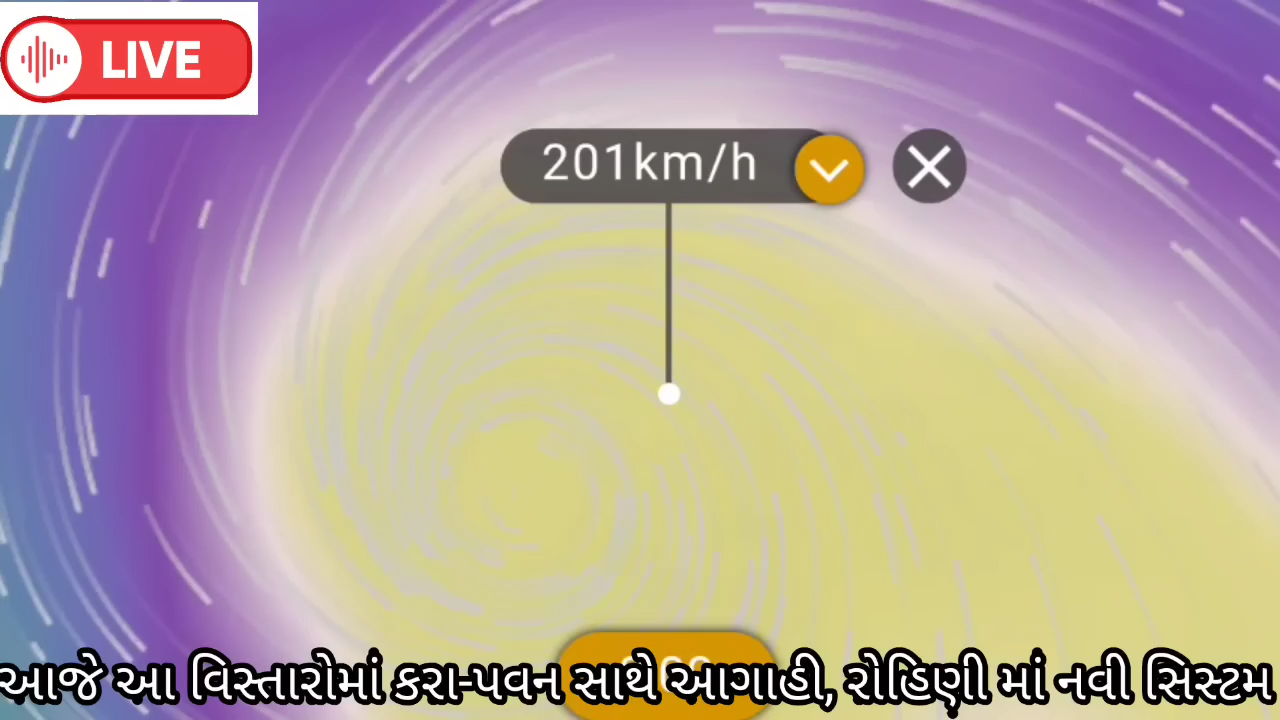 LIVE
201km/h
આજે આ વિસ્તારોમાં કરા-પવન સાથે આગાહી, રોહિણી માં નવી સિસ્ટમ